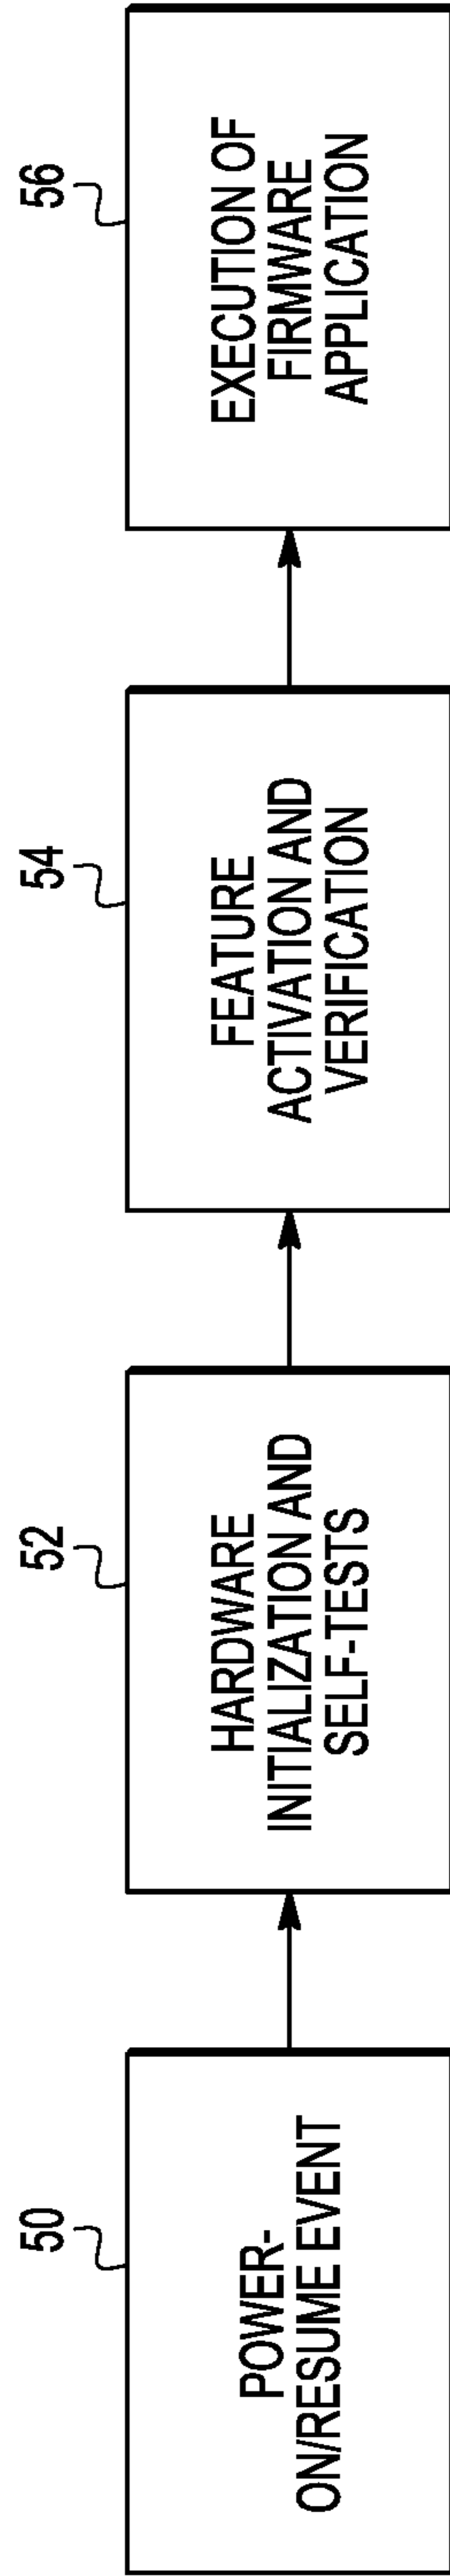 50
POWER-
ON/RESUME EVENT
52
HARDWARE
INITIALIZATION AND
SELF-TESTS
54
FEATURE
ACTIVATION AND
VERIFICATION
56
EXECUTION OF
FIRMWARE
APPLICATION